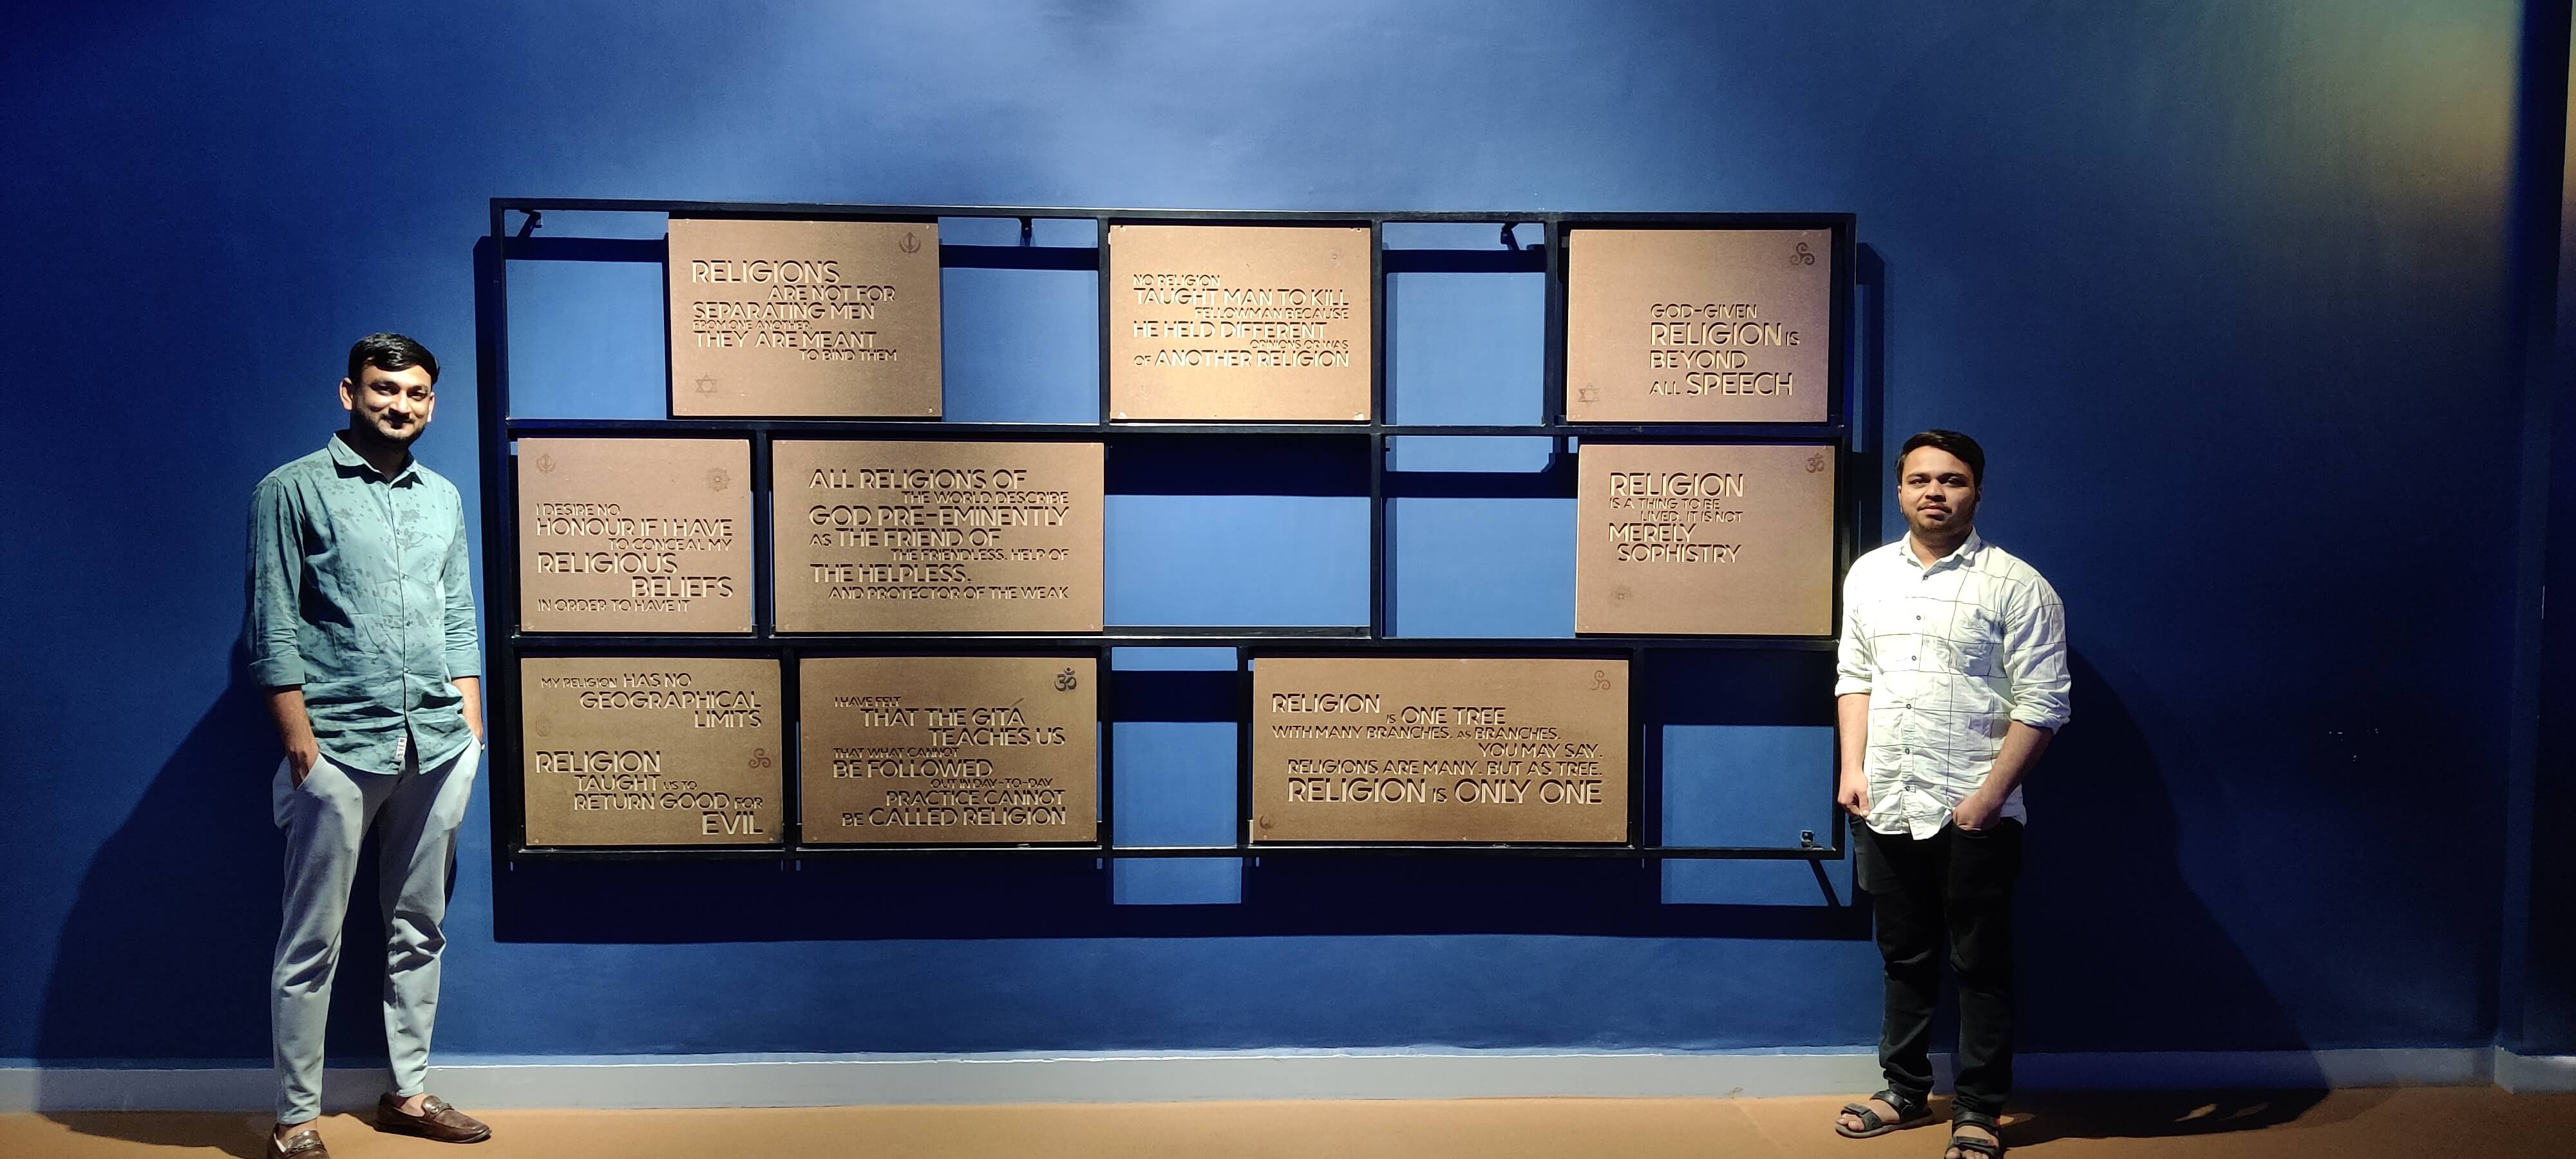 RELIGIONS
ARE NOT FOR
SEPARATING MEN
FROM ONE ANOTHER.
THEY ARE MEANT
TO BIND THEM
NO RELIGION
TAUGHT MAN TO KILL
FELLOWMAN BECAUSE
HE HELD DIFFERENT
OPINIONS OR WAS
OF ANOTHER RELIGION
GOD-GIVEN
RELIGION IS
BEYOND
ALL SPEECH
I DESIRE NO
HONOUR IF I HAVE
TO CONCEAL MY
RELIGIOUS
BELIEFS
IN ORDER TO HAVE IT
ALL RELIGIONS OF
THE WORLD DESCRIBE
GOD PRE-EMINENTLY
AS THE FRIEND OF
THE FRIENDLESS, HELP OF
THE HELPLESS,
AND PROTECTOR OF THE WEAK
RELIGION
IS A THING TO BE
LIVED. IT IS NOT
MERELY
SOPHISTRY
MY RELIGION HAS NO
GEOGRAPHICAL
LIMITS
RELIGION
TAUGHT US TO
RETURN GOOD FOR
EVIL
I HAVE FELT
THAT THE GITA
TEACHES US
THAT WHAT CANNOT
BE FOLLOWED
OUT IN DAY-TO-DAY
PRACTICE CANNOT
BE CALLED RELIGION
RELIGION IS ONE TREE
WITH MANY BRANCHES. AS BRANCHES,
YOU MAY SAY,
RELIGIONS ARE MANY, BUT AS TREE,
RELIGION IS ONLY ONE